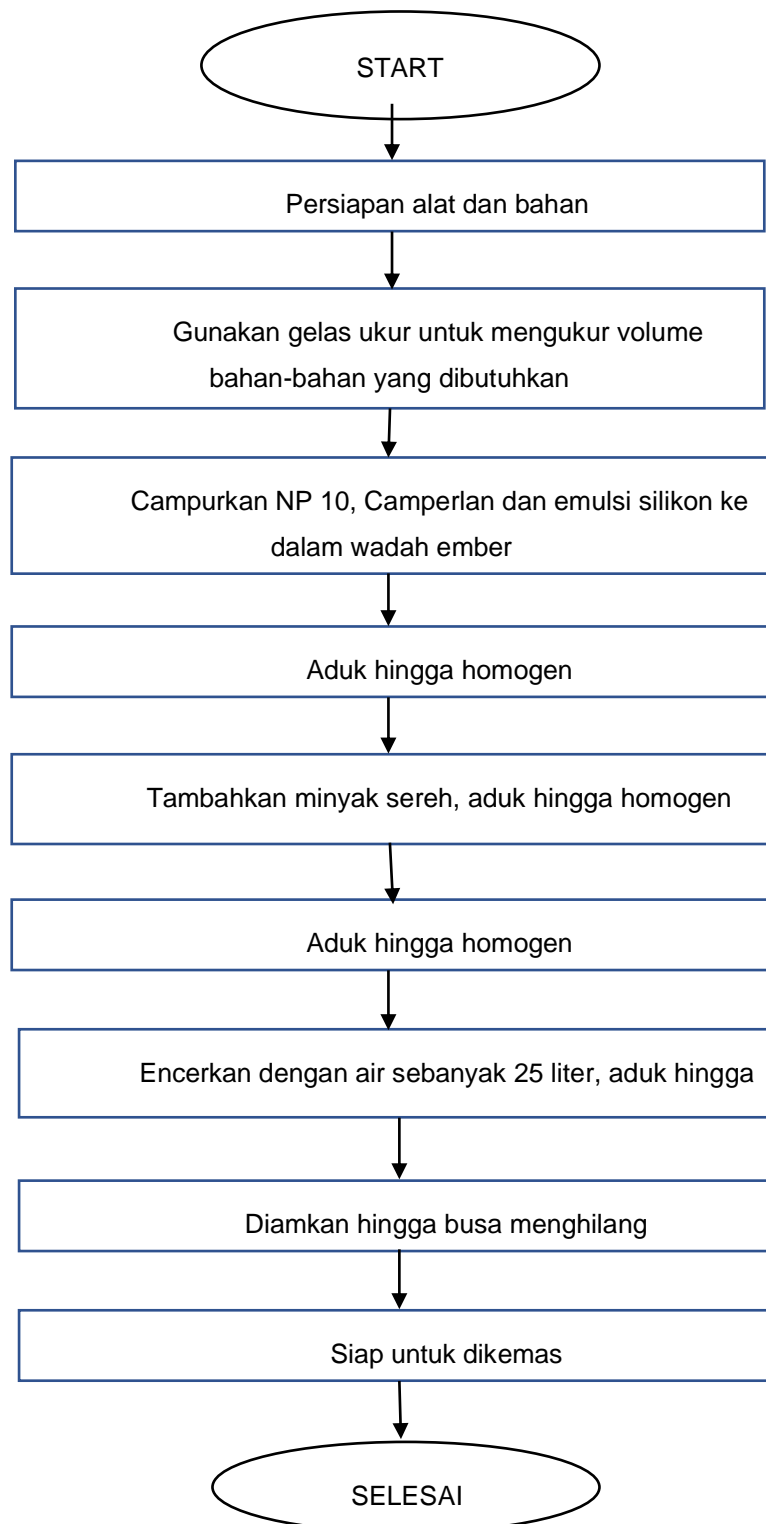 START
Persiapan alat dan bahan
Gunakan gelas ukur untuk mengukur volume
bahan-bahan yang dibutuhkan
Campurkan NP 10, Camperlan dan emulsi silikon ke
dalam wadah ember
Aduk hingga homogen
Tambahkan minyak sereh, aduk hingga homogen
Aduk hingga homogen
Encerkan dengan air sebanyak 25 liter, aduk hingga
Diamkan hingga busa menghilang
Siap untuk dikemas
SELESAI